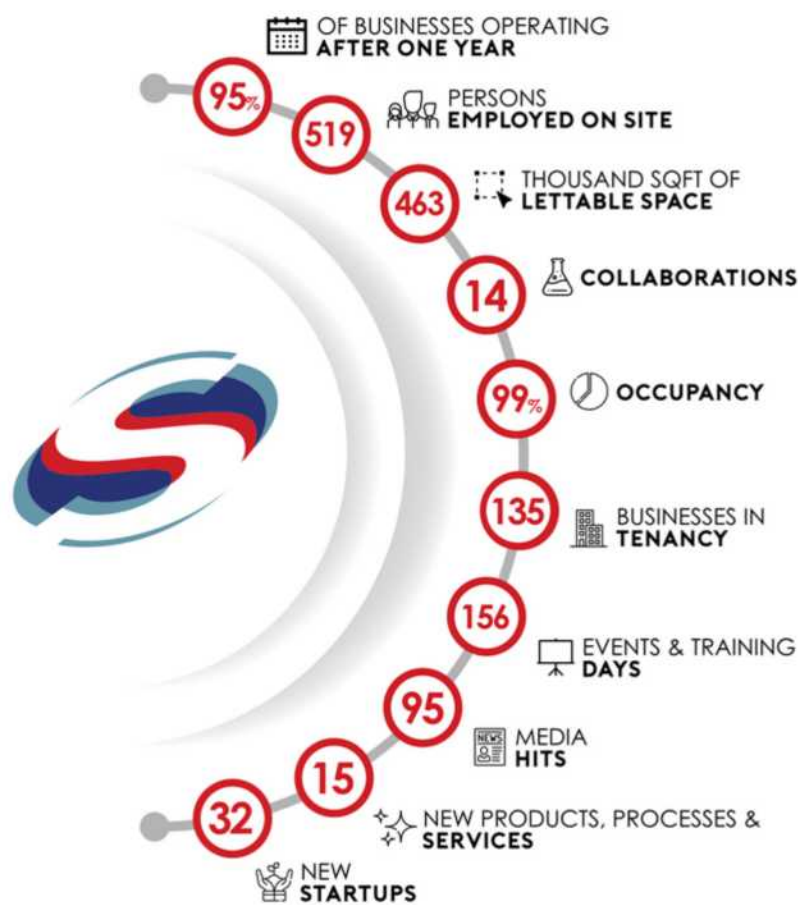 OF BUSINESSES OPERATING
AFTER ONE YEAR
95%
PERSONS
EMPLOYED ON SITE
519
THOUSAND SQFT OF
LETTABLE SPACE
463
COLLABORATIONS
14
OCCUPANCY
99%
BUSINESSES IN
TENANCY
135
EVENTS & TRAINING
DAYS
156
MEDIA
HITS
NEWS
95
NEW PRODUCTS, PROCESSES &
SERVICES
15
NEW
STARTUPS
32